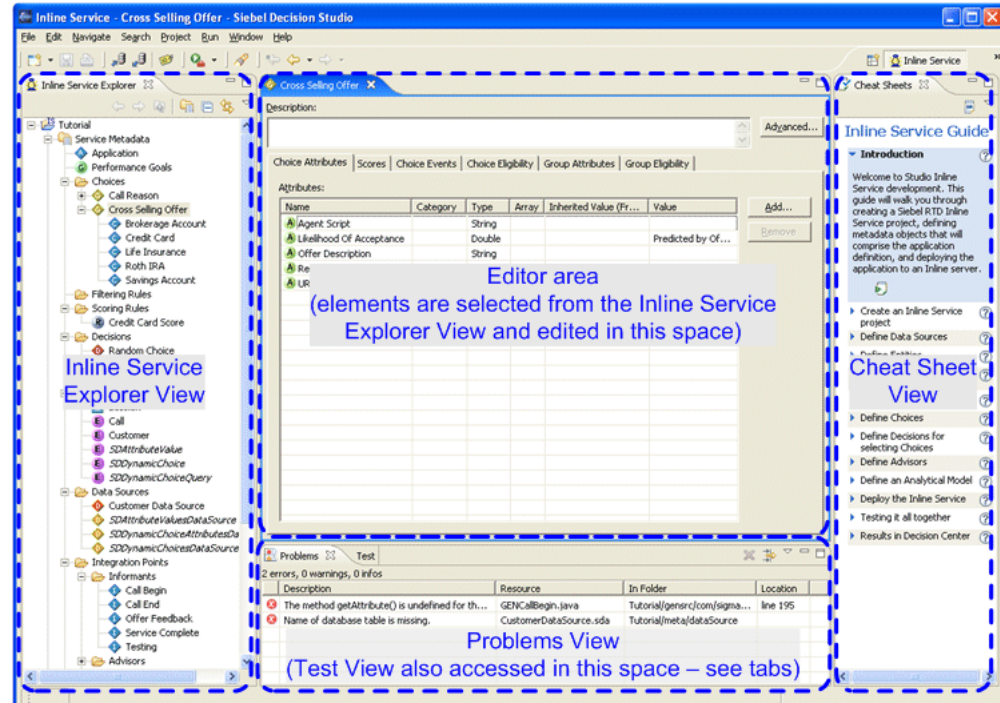 Inline Service - Cross Selling Offer - Siebel Decision Studio
File Edit Navigate Search Project Run Window Help
Inline Service
Inline Service Explorer
Tutorial
Service Metadata
Application
Performance Goals
Choices
Call Reason
Cross Selling Offer
Brokerage Account
Credit Card
Life Insurance
Roth IRA
Savings Account
Filtering Rules
Scoring Rules
Credit Card Score
Decisions
Random Choice
Inline Service
Explorer View
Call
Customer
SDAttributeValue
SDDynamicChoice
SDDynamicChoiceQuery
Data Sources
Customer Data Source
SDAttributeValuesDataSource
SDDynamicChoiceAttributesDa
SDDynamicChoicesDataSource
Integration Points
Informants
Call Begin
Call End
Offer Feedback
Service Complete
Testing
Advisors
Cross Selling Offer
Description:
Advanced...
Choice Attributes Scores Choice Events Choice Eligibility Group Attributes Group Eligibility
Attributes:
Name Category Type Array Inherited Value (Fr... Value
Add...
Remove
Agent Script String
Likelihood Of Acceptance Double Predicted by Of...
Offer Description String
Re
UR
Editor area
(elements are selected from the Inline Service
Explorer View and edited in this space)
Problems Test
2 errors, 0 warnings, 0 infos
Description Resource In Folder Location
The method getAttribute() is undefined for th... GENCallBegin.java Tutorial/gensrc/com/sigma... line 195
Name of database table is missing. CustomerDataSource.sda Tutorial/meta/dataSource
Problems View
(Test View also accessed in this space – see tabs)
Cheat Sheets
Inline Service Guide
Introduction
Welcome to Studio Inline
Service development. This
guide will walk you through
creating a Siebel RTD Inline
Service project, defining
metadata objects that will
comprise the application
definition, and deploying the
application to an Inline server.
Create an Inline Service
project
Define Data Sources
Define Entities
Cheat Sheet
View
Define Choices
Define Decisions for
selecting Choices
Define Advisors
Define an Analytical Model
Deploy the Inline Service
Testing it all together
Results in Decision Center